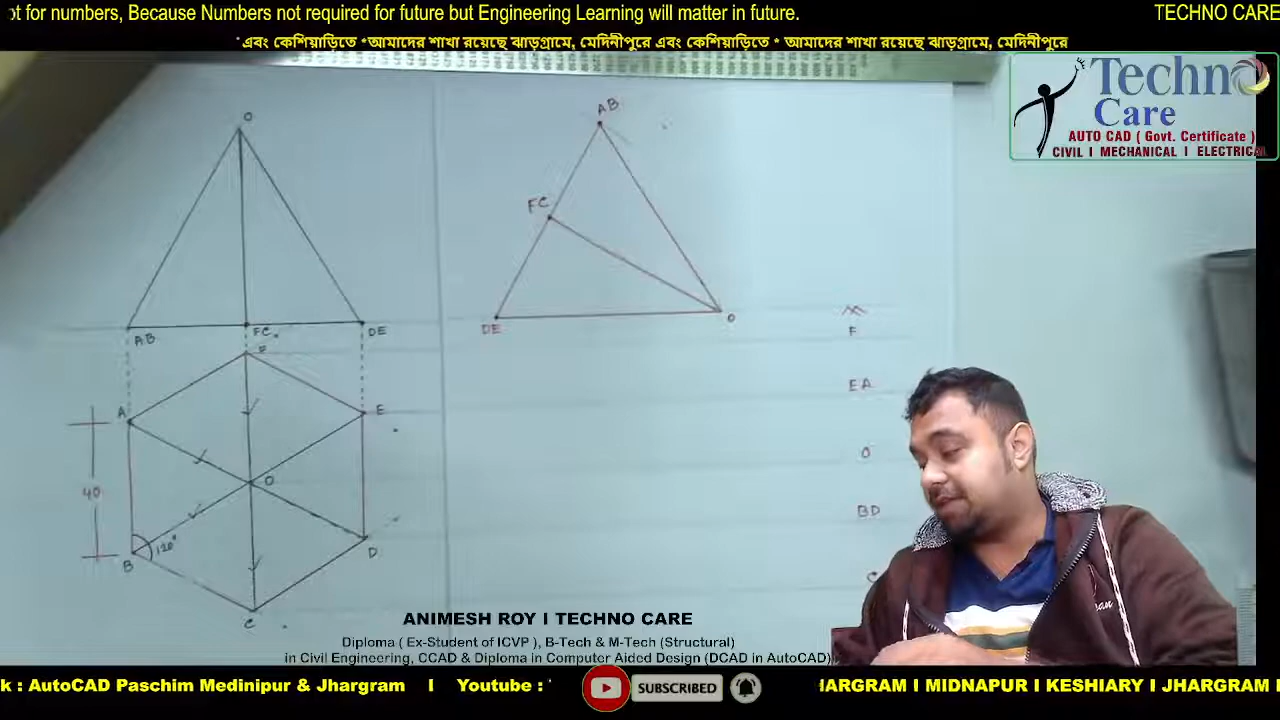 ot for numbers, Because Numbers not required for future but Engineering Learning will matter in future.
TECHNO CARE
*এবং কেশিয়াড়িতে *আমাদের শাখা রয়েছে ঝাড়গ্রামে, মেদিনীপুরে এবং কেশিয়াড়িতে * আমাদের শাখা রয়েছে ঝাড়গ্রামে, মেদিনীপুরে
Techno
Care
AUTO CAD ( Govt. Certificate )
CIVIL I MECHANICAL I ELECTRICAL
O
AB
FC
DE
O
AB
FC
DE
F
F
A
E
EA
40
O
O
BD
B
120°
D
C
C
ANIMESH ROY I TECHNO CARE
Diploma ( Ex-Student of ICVP ), B-Tech & M-Tech (Structural)
in Civil Engineering, CCAD & Diploma in Computer Aided Design (DCAD in AutoCAD)
k : AutoCAD Paschim Medinipur & Jhargram I Youtube : '
SUBSCRIBED
HARGRAM I MIDNAPUR I KESHIARY I JHARGRAM